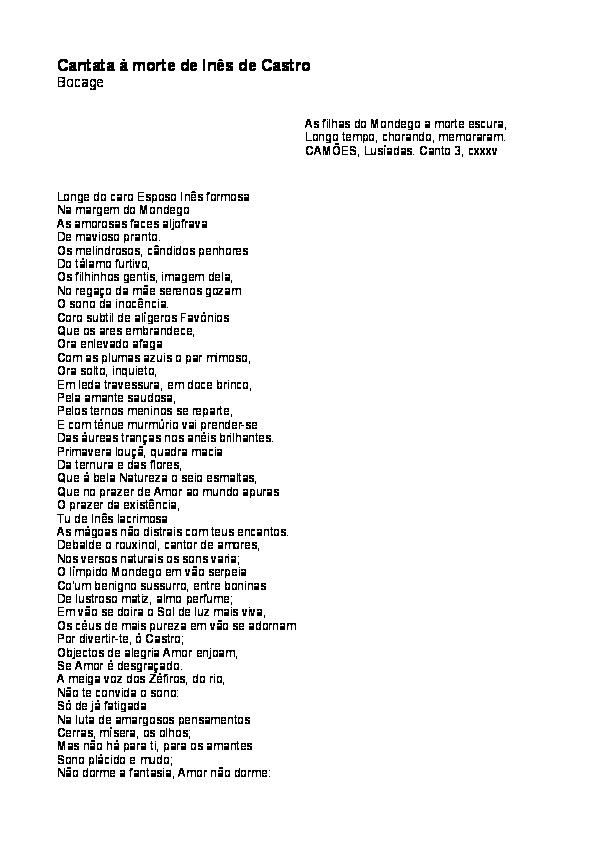 Cantata à morte de Inês de Castro
Bocage
As filhas do Mondego a morte escura,
Longo tempo, chorando, memoraram.
CAMÕES, Lusíadas. Canto 3, cxxxv
Longe do caro Esposo Inês formosa
Na margem do Mondego
As amorosas faces aljofrava
De mavioso pranto.
Os melindrosos, cândidos penhores
Do tálamo furtivo,
Os filhinhos gentis, imagem dela,
No regaço da mãe serenos gozam
O sono da inocência.
Coro subtil de alígeros Favónios
Que os ares embrandece,
Ora enlevado afaga
Com as plumas azuis o par mimoso,
Ora solto, inquieto,
Em leda travessura, em doce brinco,
Pela amante saudosa,
Pelos ternos meninos se reparte,
E com ténue murmúrio vai prender-se
Das áureas tranças nos anéis brilhantes.
Primavera louçã, quadra macia
Da ternura e das flores,
Que à bela Natureza o seio esmaltas,
Que no prazer de Amor ao mundo apuras
O prazer da existência,
Tu de Inês lacrimosa
As mágoas não distrais com teus encantos.
Debalde o rouxinol, cantor de amores,
Nos versos naturais os sons varia;
O límpido Mondego em vão serpeia
Co'um benigno sussurro, entre boninas
De lustroso matiz, almo perfume;
Em vão se doira o Sol de luz mais viva,
Os céus de mais pureza em vão se adornam
Por divertir-te, ó Castro;
Objectos de alegria Amor enjoam,
Se Amor é desgraçado.
A meiga voz dos Zéfiros, do rio,
Não te convida o sono:
Só de já fatigada
Na luta de amargosos pensamentos
Cerras, mísera, os olhos;
Mas não há para ti, para os amantes
Sono plácido e mudo;
Não dorme a fantasia, Amor não dorme: